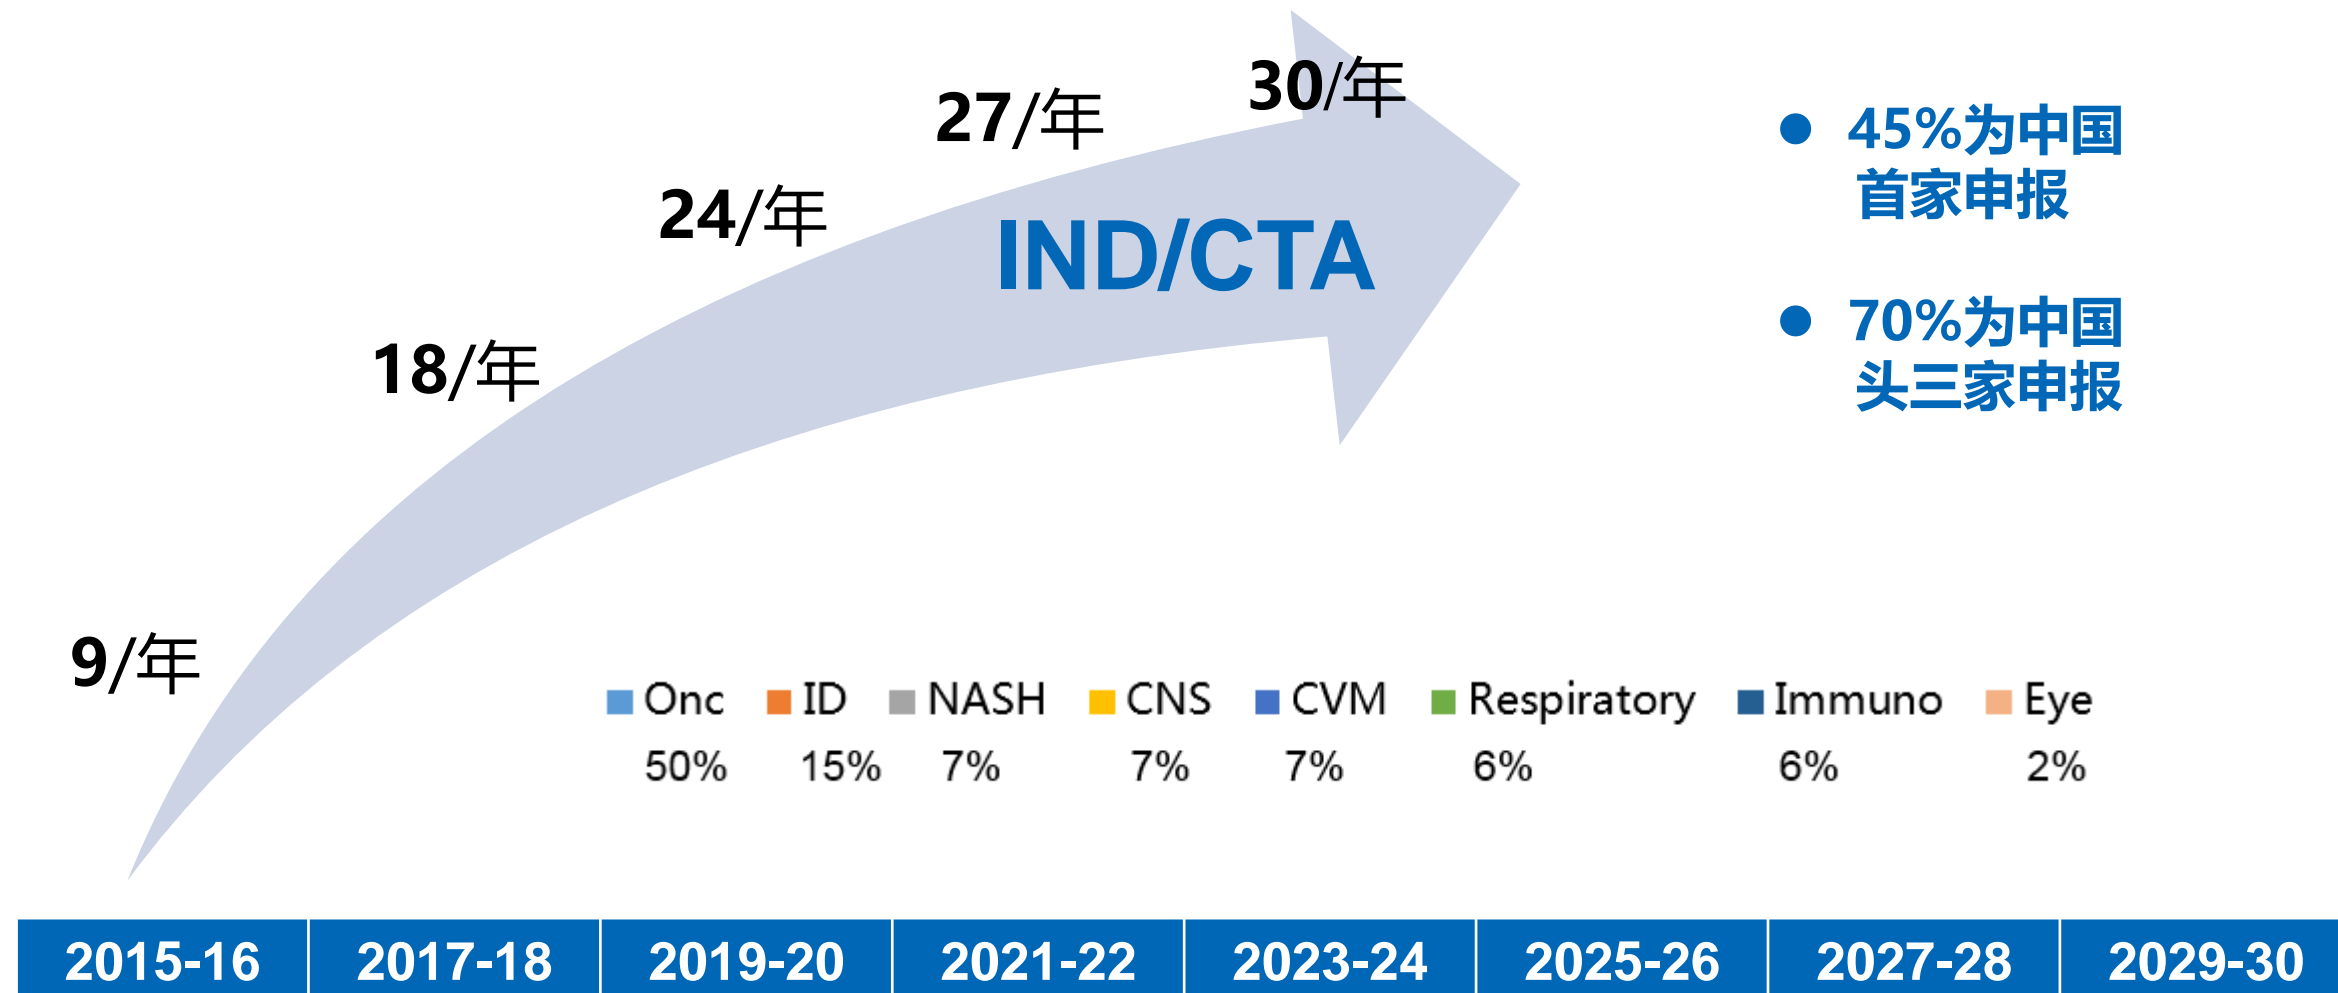 30/年
27/年
24/年
18/年
9/年
IND/CTA
45%为中国
首家申报
70%为中国
头三家申报
Onc ID NASH CNS CVM Respiratory Immuno Eye
50% 15% 7% 7% 7% 6% 6% 2%
2015-16 2017-18 2019-20 2021-22 2023-24 2025-26 2027-28 2029-30